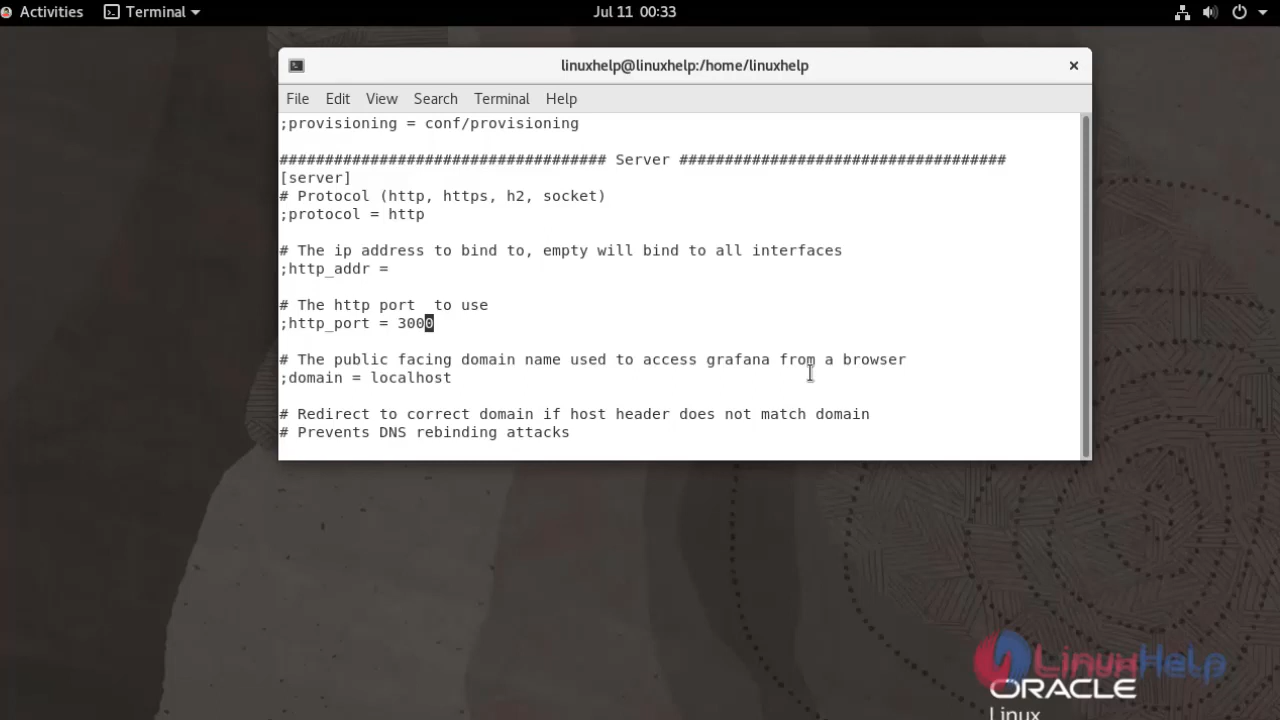 Activities Terminal Jul 11 00:33
linuxhelp@linuxhelp:/home/linuxhelp ×
File Edit View Search Terminal Help
;provisioning = conf/provisioning
#################################### Server ####################################
[server]
# Protocol (http, https, h2, socket)
;protocol = http
# The ip address to bind to, empty will bind to all interfaces
;http_addr =
# The http port  to use
;http_port = 3000
# The public facing domain name used to access grafana from a browser
;domain = localhost
# Redirect to correct domain if host header does not match domain
# Prevents DNS rebinding attacks
LinuxHelp
ORACLE
Linux